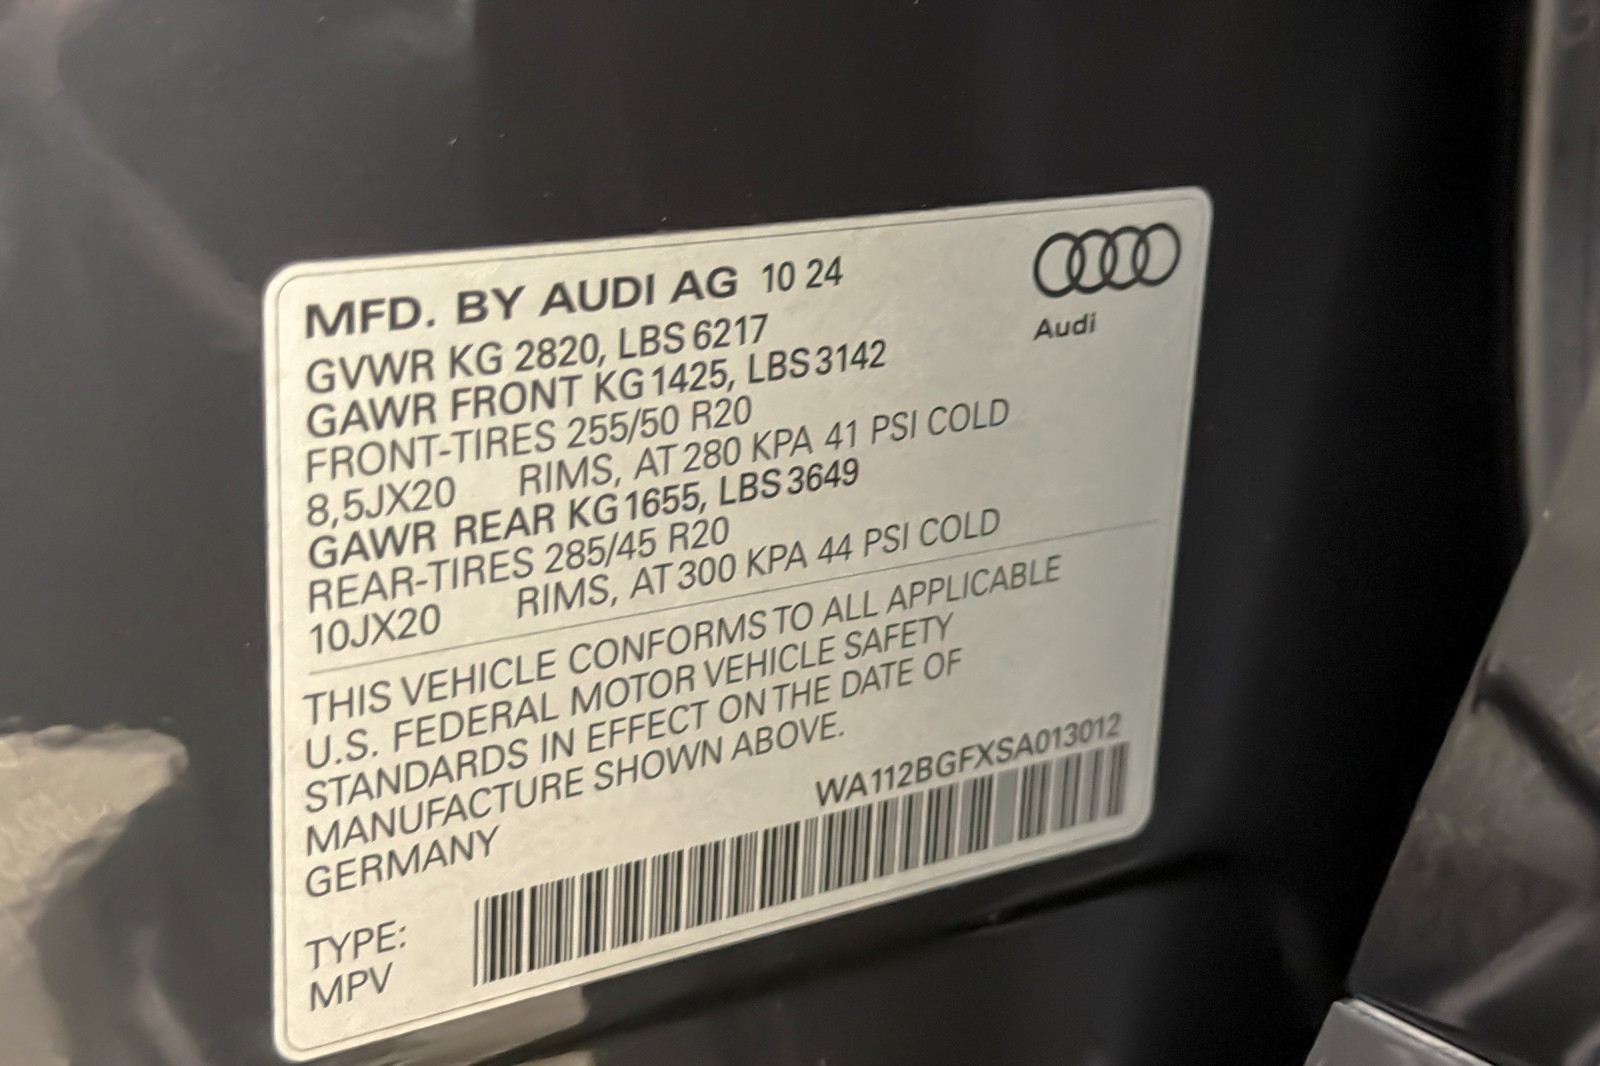 MFD. BY AUDI AG 10 24
Audi
GVWR KG 2820, LBS 6217
GAWR FRONT KG 1425, LBS 3142
FRONT-TIRES 255/50 R20
8,5JX20 RIMS, AT 280 KPA 41 PSI COLD
GAWR REAR KG 1655, LBS 3649
REAR-TIRES 285/45 R20
10JX20 RIMS, AT 300 KPA 44 PSI COLD
THIS VEHICLE CONFORMS TO ALL APPLICABLE
U.S. FEDERAL MOTOR VEHICLE SAFETY
STANDARDS IN EFFECT ON THE DATE OF
MANUFACTURE SHOWN ABOVE.
GERMANY
WA112BGFXSA013012
TYPE:
MPV